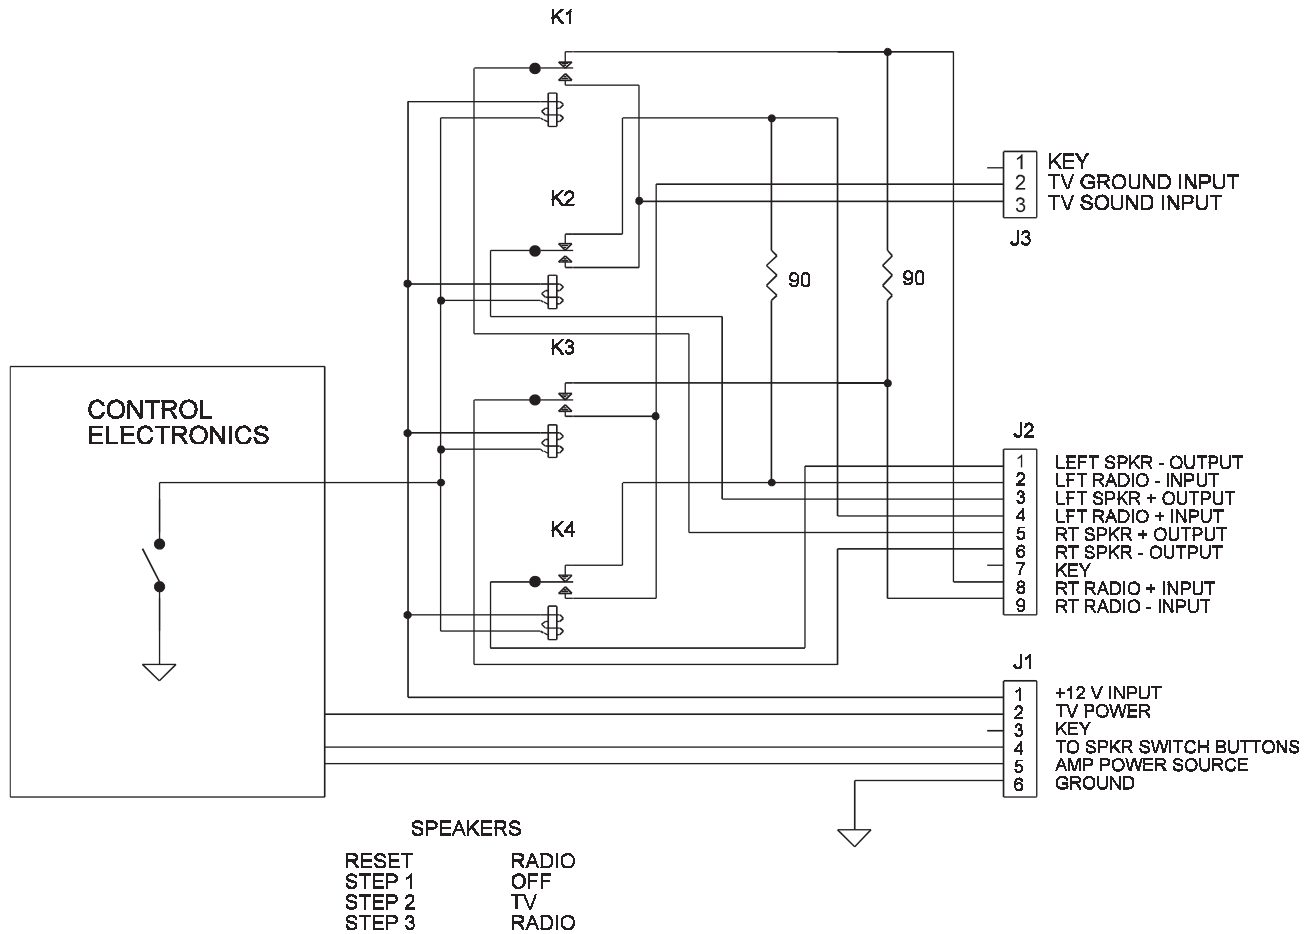 K1
1 KEY
2 TV GROUND INPUT
3 TV SOUND INPUT
J3
K2
90
90
K3
CONTROL
ELECTRONICS
J2
1 LEFT SPKR - OUTPUT
2 LFT RADIO - INPUT
3 LFT SPKR + OUTPUT
4 LFT RADIO + INPUT
5 RT SPKR + OUTPUT
6 RT SPKR - OUTPUT
7 KEY
8 RT RADIO + INPUT
9 RT RADIO - INPUT
K4
J1
1 +12 V INPUT
2 TV POWER
3 KEY
4 TO SPKR SWITCH BUTTONS
5 AMP POWER SOURCE
6 GROUND
SPEAKERS
RESET RADIO
STEP 1 OFF
STEP 2 TV
STEP 3 RADIO